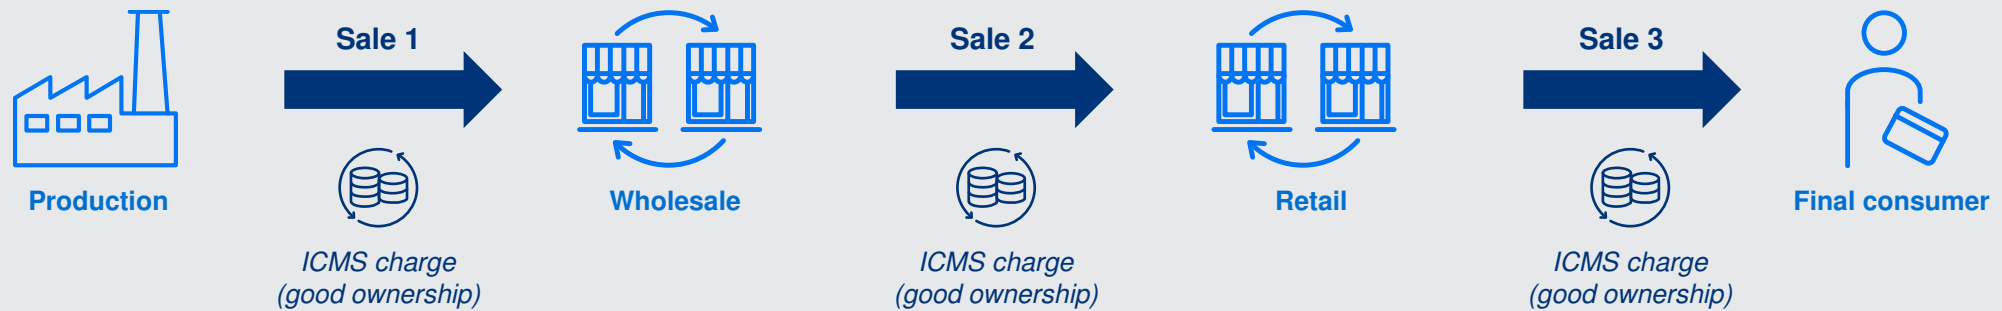 Sale 1
Sale 2
Sale 3
Production
Wholesale
Retail
Final consumer
ICMS charge
(good ownership)
ICMS charge
(good ownership)
ICMS charge
(good ownership)